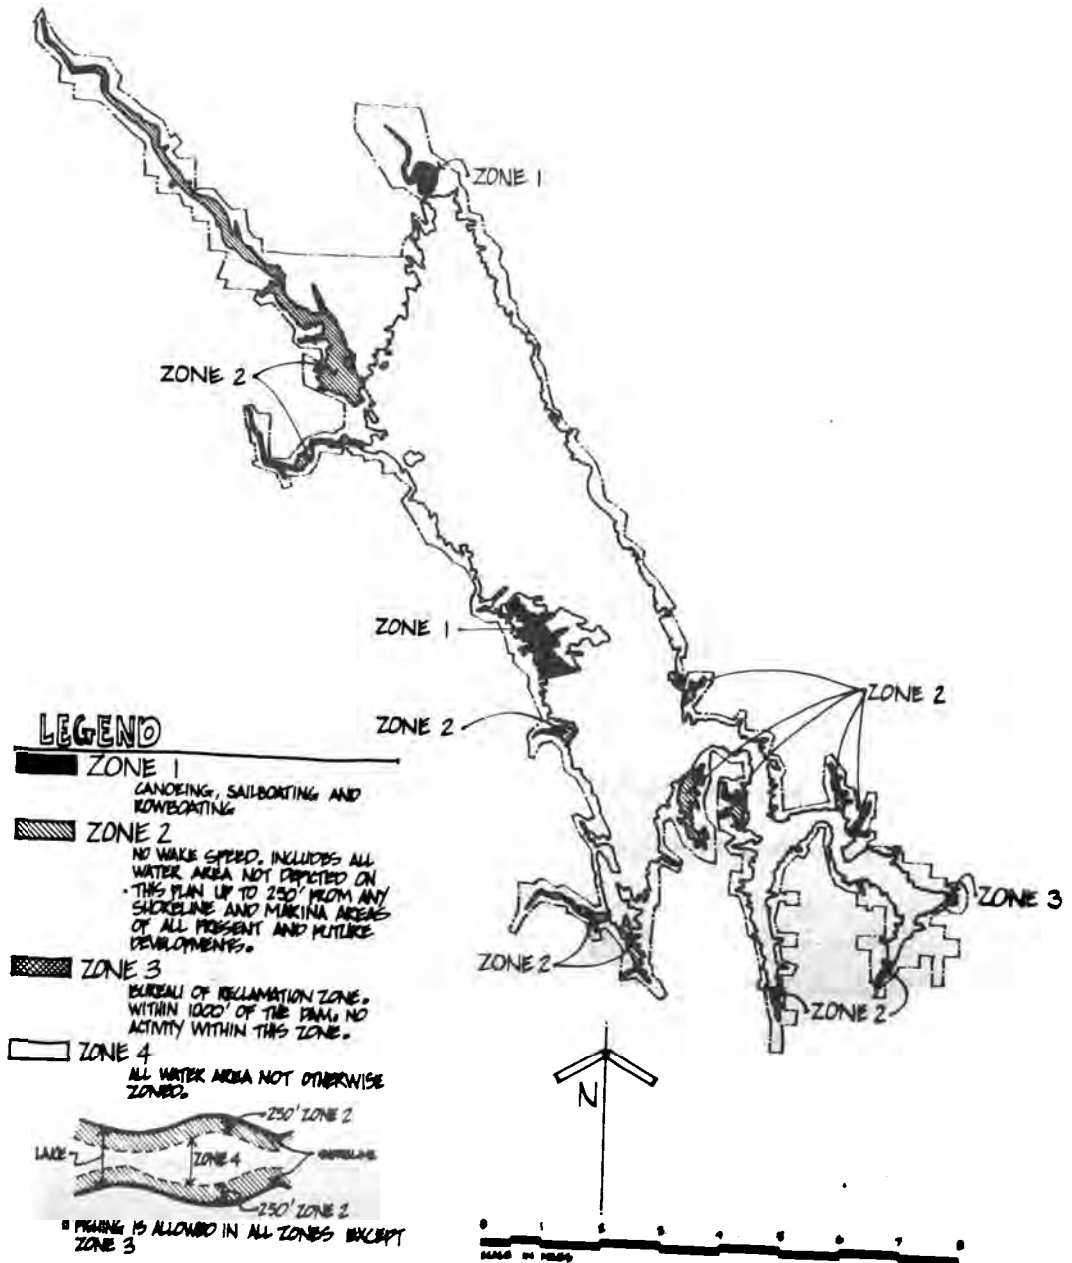 ZONE 1
ZONE 2
ZONE 1
ZONE 2
ZONE 2
ZONE 3
ZONE 2
ZONE 2
LEGEND
ZONE 1
CANOEING, SAILBOATING AND
ROWBOATING
ZONE 2
NO WAKE SPEED. INCLUDES ALL
WATER AREA NOT DEPICTED ON
THIS PLAN UP TO 250' FROM ANY
SHORELINE AND MARINA AREAS
OF ALL PRESENT AND FUTURE
DEVELOPMENTS.
ZONE 3
BUREAU OF RECLAMATION ZONE.
WITHIN 1000' OF THE DAM. NO
ACTIVITY WITHIN THIS ZONE.
ZONE 4
ALL WATER AREA NOT OTHERWISE
ZONED.
250' ZONE 2
LAKE
ZONE 4
SHORELINE
250' ZONE 2
FISHING IS ALLOWED IN ALL ZONES EXCEPT
ZONE 3
N
0 1 2 3 4 5 6 7 8
SCALE IN MILES